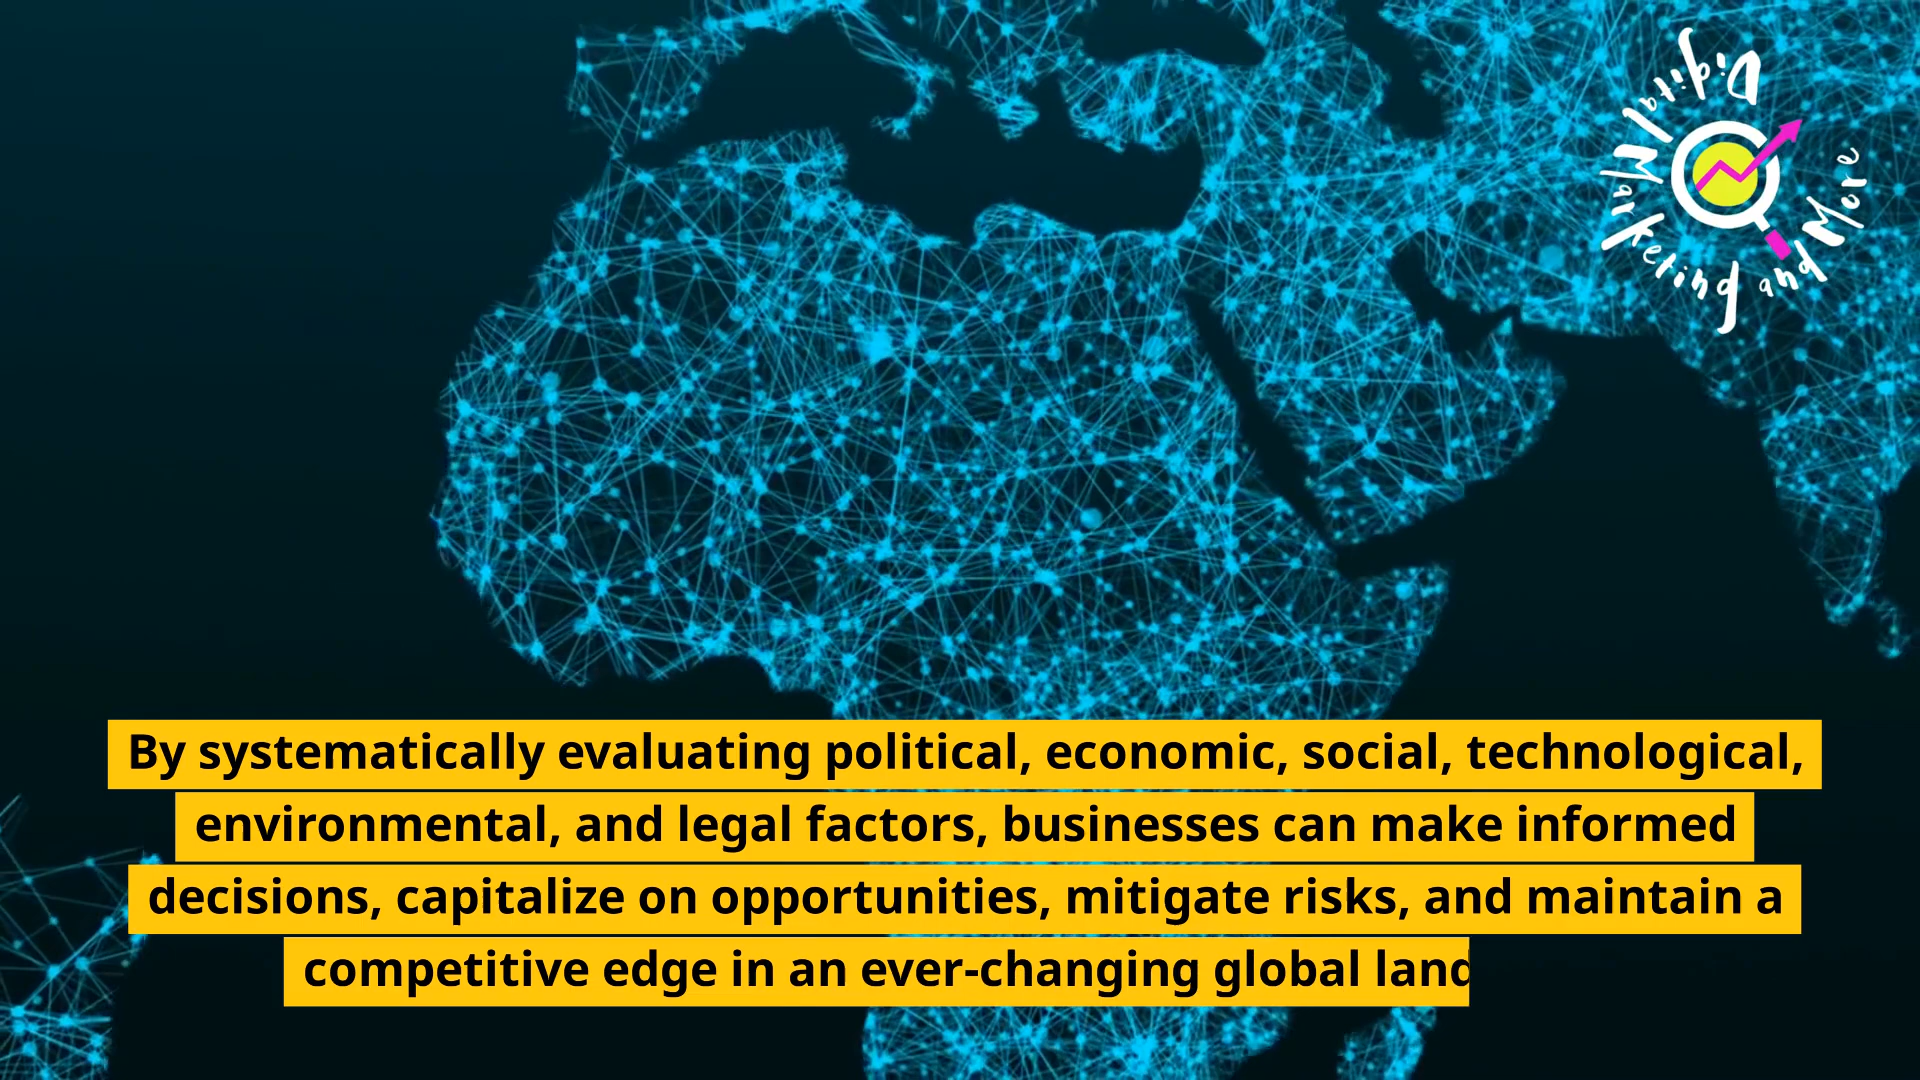 Digital Marketing and More
By systematically evaluating political, economic, social, technological,
environmental, and legal factors, businesses can make informed
decisions, capitalize on opportunities, mitigate risks, and maintain a
competitive edge in an ever-changing global land